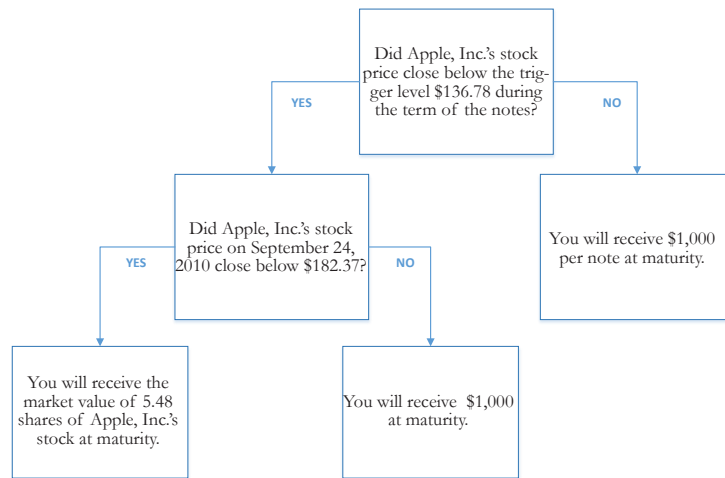 Did Apple, Inc.'s stock
price close below the trig-
ger level $136.78 during
the term of the notes?
YES
NO
Did Apple, Inc.'s stock
price on September 24,
2010 close below $182.37?
You will receive $1,000
per note at maturity.
YES
NO
You will receive the
market value of 5.48
shares of Apple, Inc.'s
stock at maturity.
You will receive $1,000
at maturity.